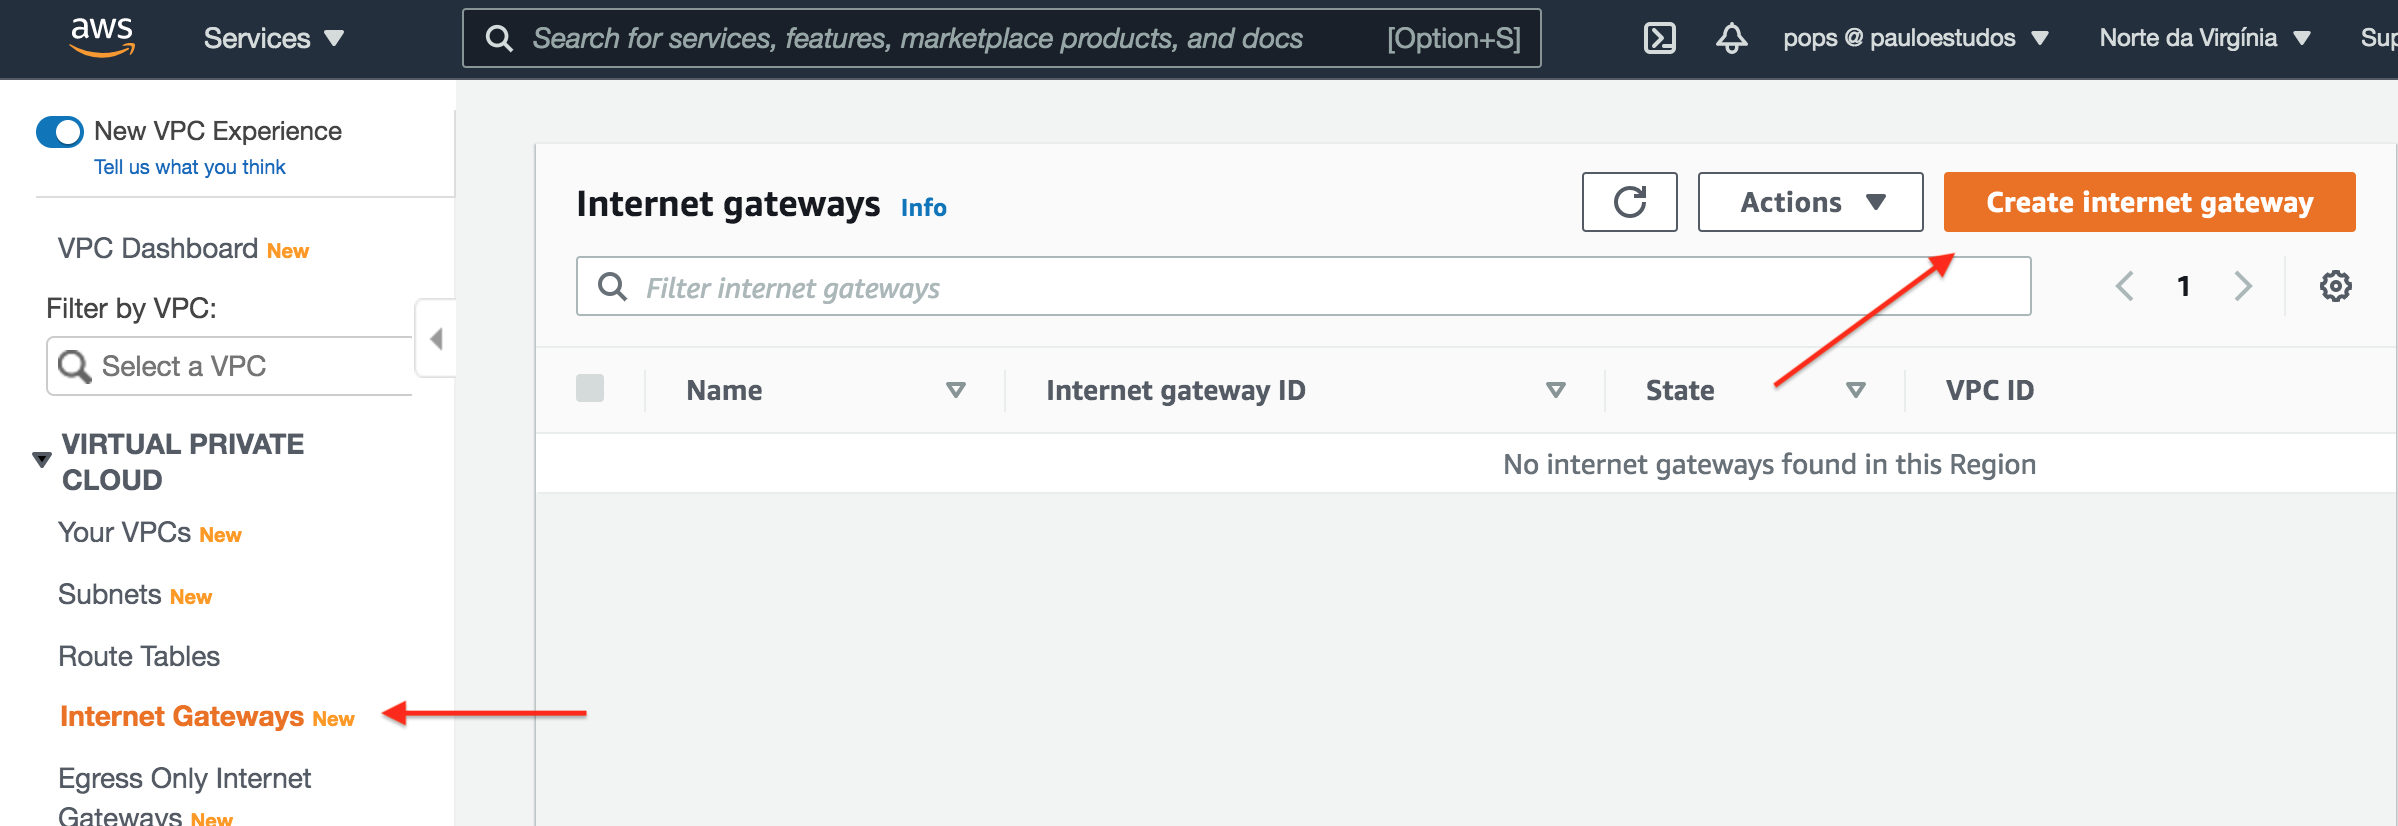 aws Services Search for services, features, marketplace products, and docs [Option+S] pops @ pauloestudos Norte da Virgínia Sup
New VPC Experience
Tell us what you think
VPC Dashboard New
Filter by VPC:
Select a VPC
VIRTUAL PRIVATE
CLOUD
Your VPCs New
Subnets New
Route Tables
Internet Gateways New
Egress Only Internet
Gateways New
Internet gateways Info Actions Create internet gateway
Filter internet gateways 1
Name Internet gateway ID State VPC ID
No internet gateways found in this Region